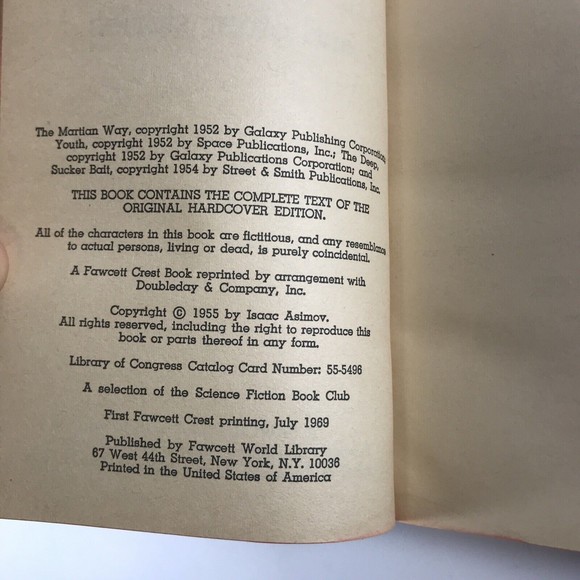 The Martian Way, copyright 1952 by Galaxy Publishing Corporation
Youth, copyright 1952 by Space Publications, Inc.; The Deep,
copyright 1952 by Galaxy Publications Corporation; and
Sucker Bait, copyright 1954 by Street & Smith Publications, Inc.
THIS BOOK CONTAINS THE COMPLETE TEXT OF THE
ORIGINAL HARDCOVER EDITION.
All of the characters in this book are fictitious, and any resemblance
to actual persons, living or dead, is purely coincidental.
A Fawcett Crest Book reprinted by arrangement with
Doubleday & Company, Inc.
Copyright © 1955 by Isaac Asimov.
All rights reserved, including the right to reproduce this
book or parts thereof in any form.
Library of Congress Catalog Card Number: 55-5496
A selection of the Science Fiction Book Club
First Fawcett Crest printing, July 1969
Published by Fawcett World Library
67 West 44th Street, New York, N.Y. 10036
Printed in the United States of America